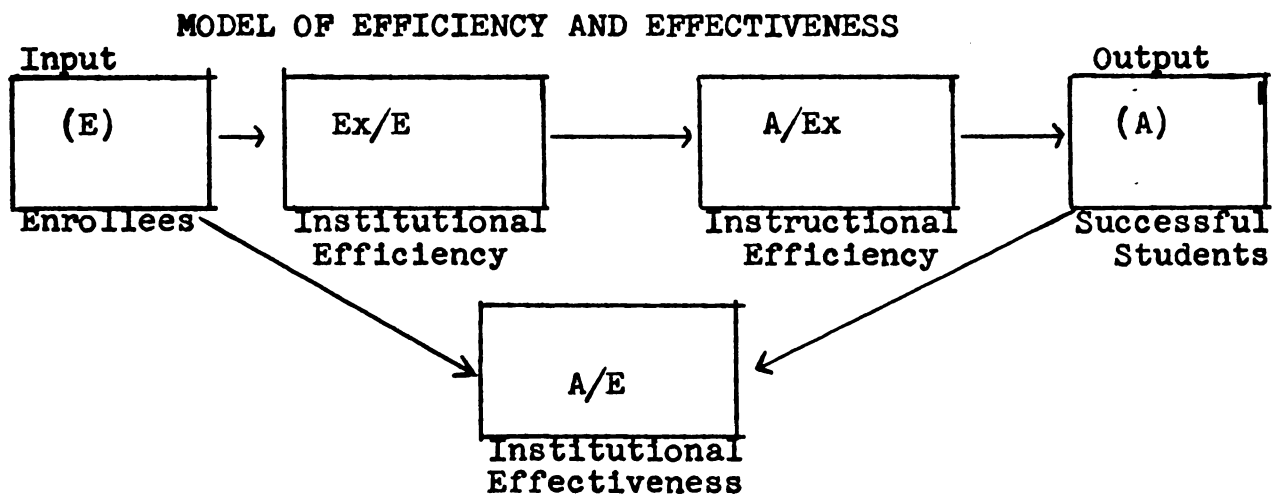 MODEL OF EFFICIENCY AND EFFECTIVENESS
Input
Output
(E)
Ex/E
A/Ex
(A)
Enrollees
Institutional
Efficiency
Instructional
Efficiency
Successful
Students
A/E
Institutional
Effectiveness